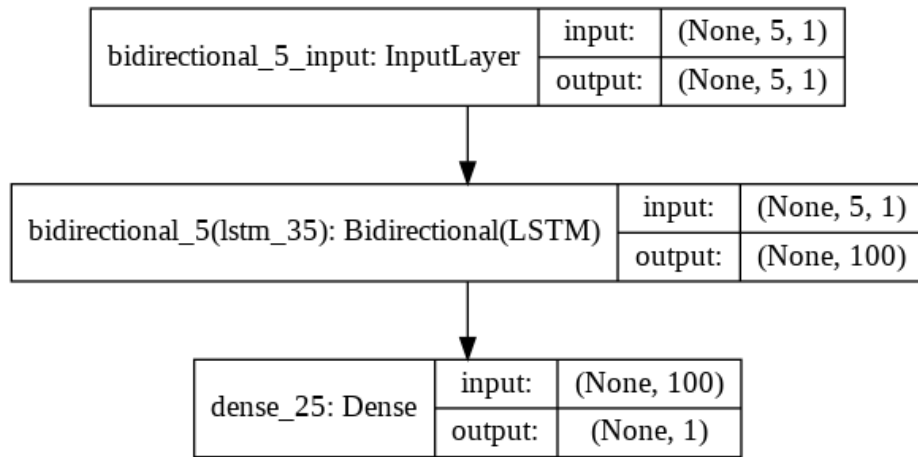 bidirectional_5_input: InputLayer
input: (None, 5, 1)
output: (None, 5, 1)
bidirectional_5(lstm_35): Bidirectional(LSTM)
input: (None, 5, 1)
output: (None, 100)
dense_25: Dense
input: (None, 100)
output: (None, 1)